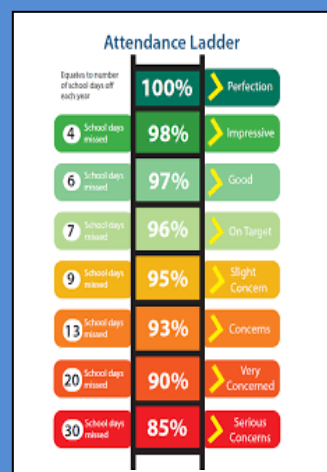 Attendance Ladder
Equates to number
of school days off
each year
100%
Perfection
4 School days
missed
98%
Impressive
6 School days
missed
97%
Good
7 School days
missed
96%
On Target
9 School days
missed
95%
Slight
Concern
13 School days
missed
93%
Concerns
20 School days
missed
90%
Very
Concerned
30 School days
missed
85%
Serious
Concerns